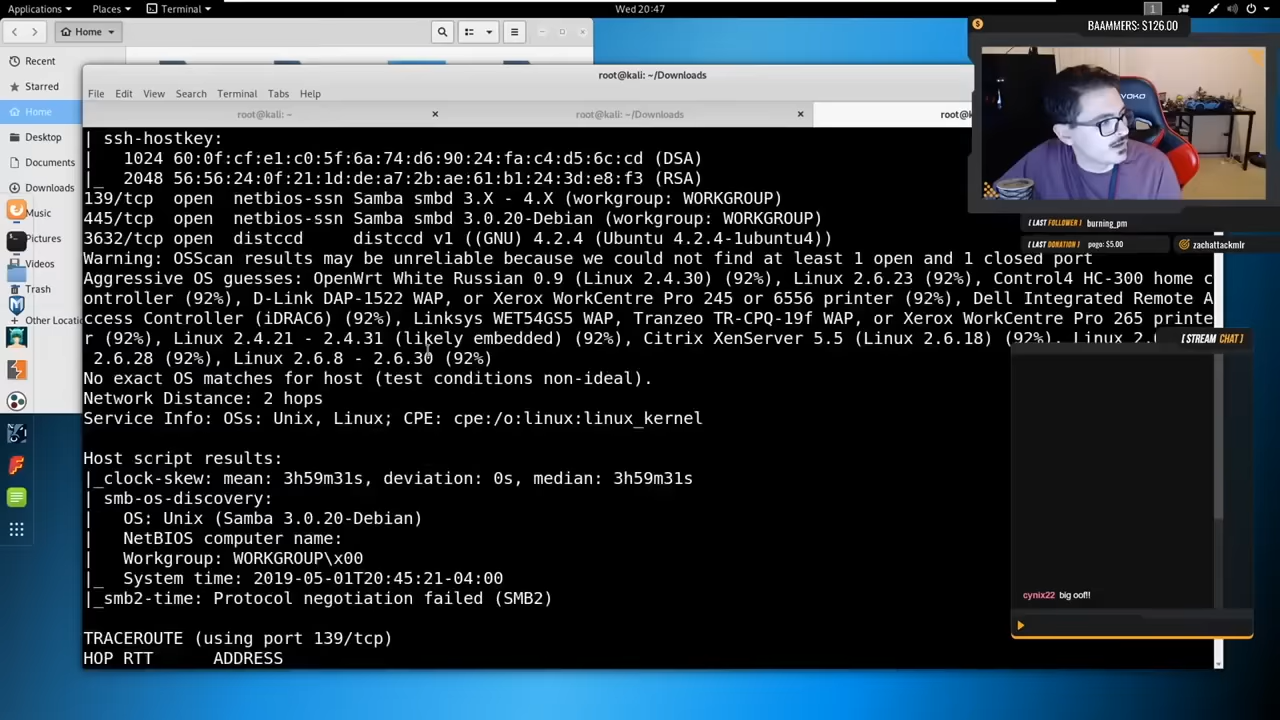 Applications
Places
Terminal
Wed 20:47
1
Home
BAAMMERS: $126.00
Recent
Starred
Home
Desktop
Documents
Downloads
Music
Pictures
Videos
Trash
Other Locatio
root@kali: ~/Downloads
File Edit View Search Terminal Tabs Help
root@kali: ~
root@kali: ~/Downloads
root@ka
| ssh-hostkey:
|   1024 60:0f:cf:e1:c0:5f:6a:74:d6:90:24:fa:c4:d5:6c:cd (DSA)
|_  2048 56:56:24:0f:21:1d:de:a7:2b:ae:61:b1:24:3d:e8:f3 (RSA)
139/tcp  open  netbios-ssn Samba smbd 3.X - 4.X (workgroup: WORKGROUP)
445/tcp  open  netbios-ssn Samba smbd 3.0.20-Debian (workgroup: WORKGROUP)
3632/tcp open  distccd     distccd v1 ((GNU) 4.2.4 (Ubuntu 4.2.4-1ubuntu4))
Warning: OSScan results may be unreliable because we could not find at least 1 open and 1 closed port
Aggressive OS guesses: OpenWrt White Russian 0.9 (Linux 2.4.30) (92%), Linux 2.6.23 (92%), Control4 HC-300 home c
ontroller (92%), D-Link DAP-1522 WAP, or Xerox WorkCentre Pro 245 or 6556 printer (92%), Dell Integrated Remote A
ccess Controller (iDRAC6) (92%), Linksys WET54GS5 WAP, Tranzeo TR-CPQ-19f WAP, or Xerox WorkCentre Pro 265 printe
r (92%), Linux 2.4.21 - 2.4.31 (likely embedded) (92%), Citrix XenServer 5.5 (Linux 2.6.18) (92%), Linux 2.6
 2.6.28 (92%), Linux 2.6.8 - 2.6.30 (92%)
No exact OS matches for host (test conditions non-ideal).
Network Distance: 2 hops
Service Info: OSs: Unix, Linux; CPE: cpe:/o:linux:linux_kernel
Host script results:
|_clock-skew: mean: 3h59m31s, deviation: 0s, median: 3h59m31s
| smb-os-discovery:
|   OS: Unix (Samba 3.0.20-Debian)
|   NetBIOS computer name:
|   Workgroup: WORKGROUP\x00
|_  System time: 2019-05-01T20:45:21-04:00
|_smb2-time: Protocol negotiation failed (SMB2)
TRACEROUTE (using port 139/tcp)
HOP RTT      ADDRESS
[ LAST FOLLOWER ] burning_pm
[ LAST DONATION ] pogo: $5.00
zachattackmlr
[ STREAM CHAT ]
cynix22 big oof!!